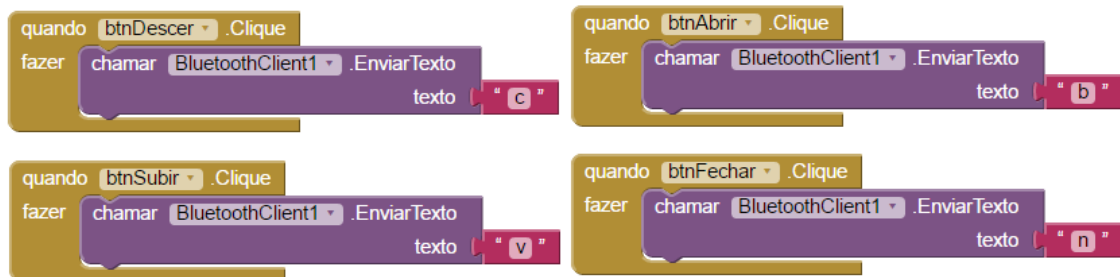 quando btnDescer .Clique
fazer chamar BluetoothClient1 .EnviarTexto
texto " c "
quando btnAbrir .Clique
fazer chamar BluetoothClient1 .EnviarTexto
texto " b "
quando btnSubir .Clique
fazer chamar BluetoothClient1 .EnviarTexto
texto " v "
quando btnFechar .Clique
fazer chamar BluetoothClient1 .EnviarTexto
texto " n "